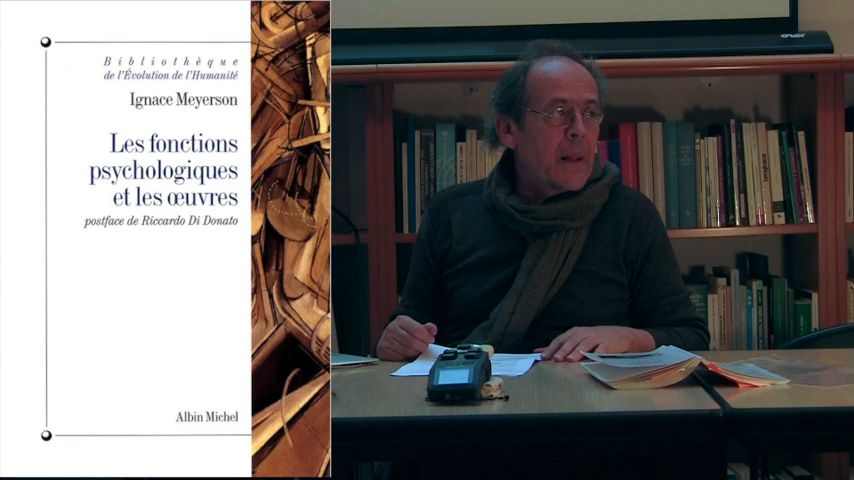 Bibliothèque
de l'Évolution de l'Humanité
Ignace Meyerson
Les fonctions
psychologiques
et les œuvres
postface de Riccardo Di Donato
Albin Michel